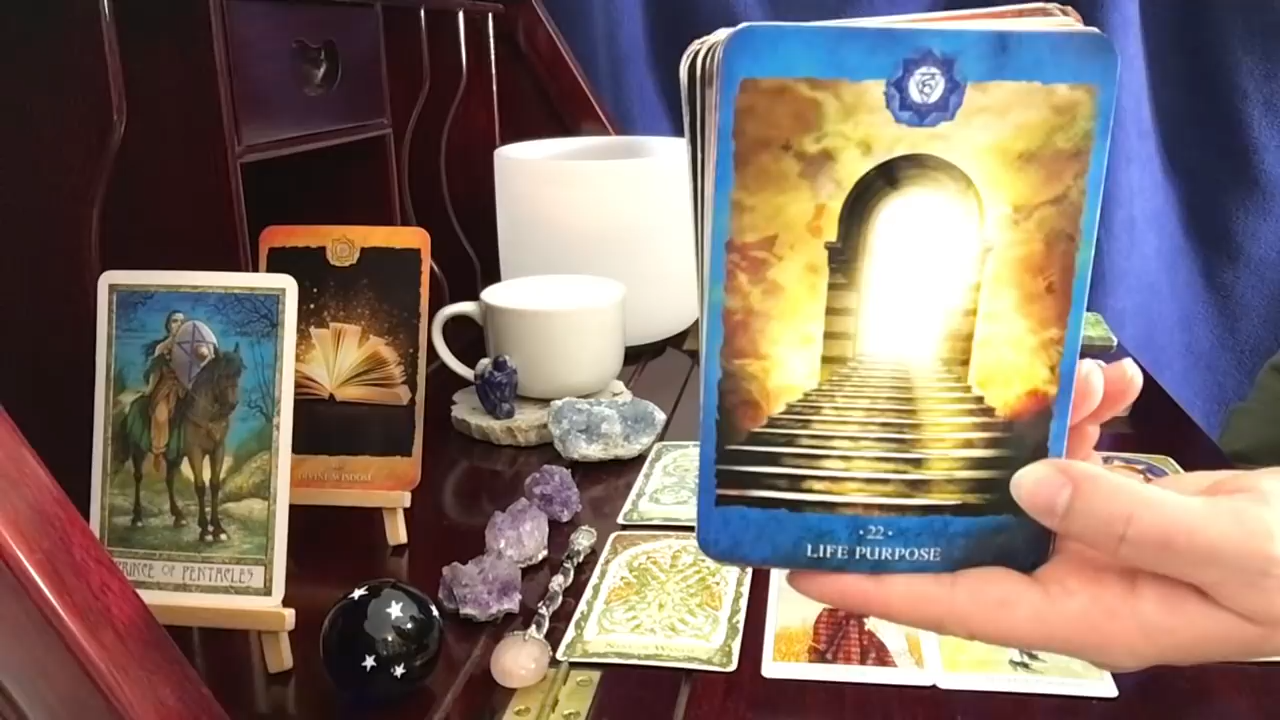 · 22 ·
LIFE PURPOSE
DIVINE WISDOM
PRINCE OF PENTACLES